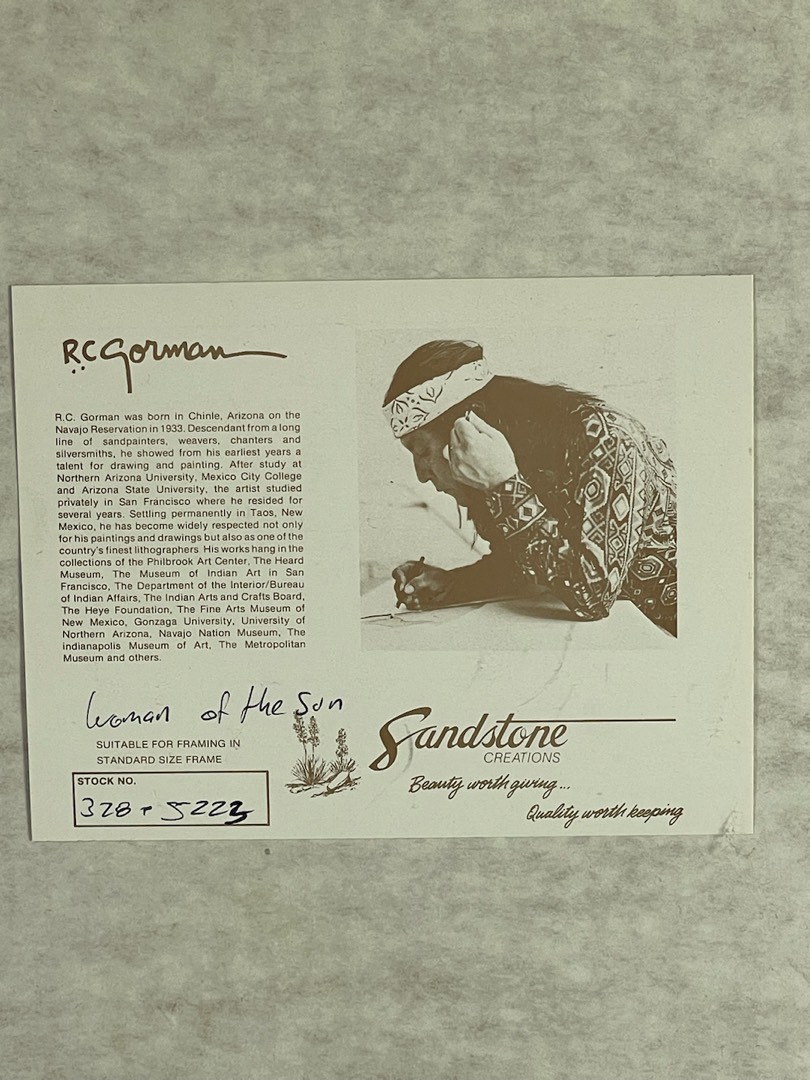 R.C. Gorman
R.C. Gorman was born in Chinle, Arizona on the
Navajo Reservation in 1933. Descendant from a long
line of sandpainters, weavers, chanters and
silversmiths, he showed from his earliest years a
talent for drawing and painting. After study at
Northern Arizona University, Mexico City College
and Arizona State University, the artist studied
privately in San Francisco where he resided for
several years. Settling permanently in Taos, New
Mexico, he has become widely respected not only
for his paintings and drawings but also as one of the
country's finest lithographers. His works hang in the
collections of the Philbrook Art Center, The Heard
Museum, The Museum of Indian Art in San
Francisco, The Department of the Interior/Bureau
of Indian Affairs, The Indian Arts and Crafts Board,
The Heye Foundation, The Fine Arts Museum of
New Mexico, Gonzaga University, University of
Northern Arizona, Navajo Nation Museum, The
Indianapolis Museum of Art, The Metropolitan
Museum and others.
Woman of the Sun
SUITABLE FOR FRAMING IN
STANDARD SIZE FRAME
STOCK NO.
328 - 5223
Sandstone
CREATIONS
Beauty worth giving...
Quality worth keeping